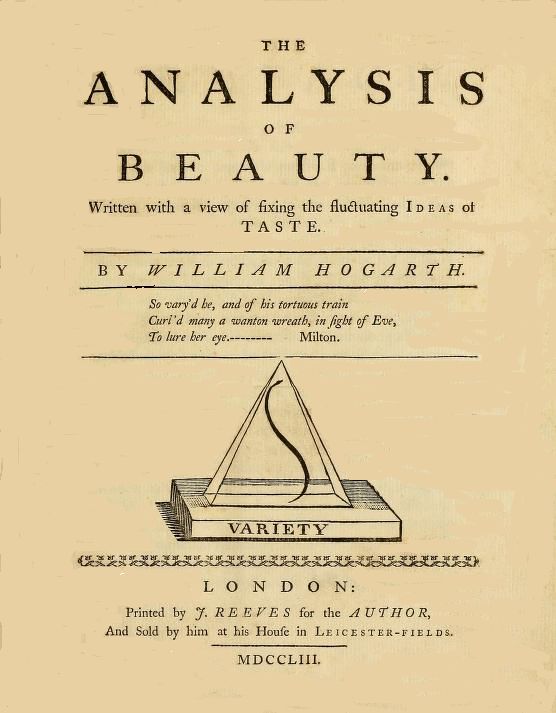 THE
ANALYSIS
OF
BEAUTY.
Written with a view of fixing the fluctuating IDEAS of
TASTE.
BY WILLIAM HOGARTH.
So vary'd he, and of his tortuous train
Curl'd many a wanton wreath, in ſight of Eve,
To lure her eye.-------- Milton.
VARIETY
LONDON:
Printed by J. REEVES for the AUTHOR,
And Sold by him at his Houſe in LEICESTER-FIELDS.
MDCCLIII.